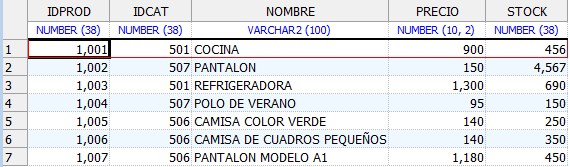 IDPROD IDCAT NOMBRE PRECIO STOCK
NUMBER (38) NUMBER (38) VARCHAR2 (100) NUMBER (10, 2) NUMBER (38)
1 1,001 501 COCINA 900 456
2 1,002 507 PANTALON 150 4,567
3 1,003 501 REFRIGERADORA 1,300 690
4 1,004 507 POLO DE VERANO 95 150
5 1,005 506 CAMISA COLOR VERDE 140 250
6 1,006 506 CAMISA DE CUADROS PEQUEÑOS 140 350
7 1,007 506 PANTALON MODELO A1 1,180 450